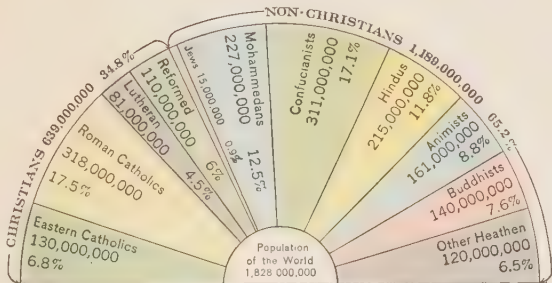 CHRISTIANS 639,000,000 34.8%
NON-CHRISTIANS 1,189,000,000 65.2%
Eastern Catholics
130,000,000
6.8%
Roman Catholics
318,000,000
17.5%
Lutheran
81,000,000
4.5%
Reformed
110,000,000
6%
Jews 15,000,000
0.9%
Mohammedans
227,000,000
12.5%
Confucianists
311,000,000
17.1%
Hindus
215,000,000
11.8%
Animists
161,000,000
8.8%
Buddhists
140,000,000
7.6%
Other Heathen
120,000,000
6.5%
Population
of the World
1,828 000,000